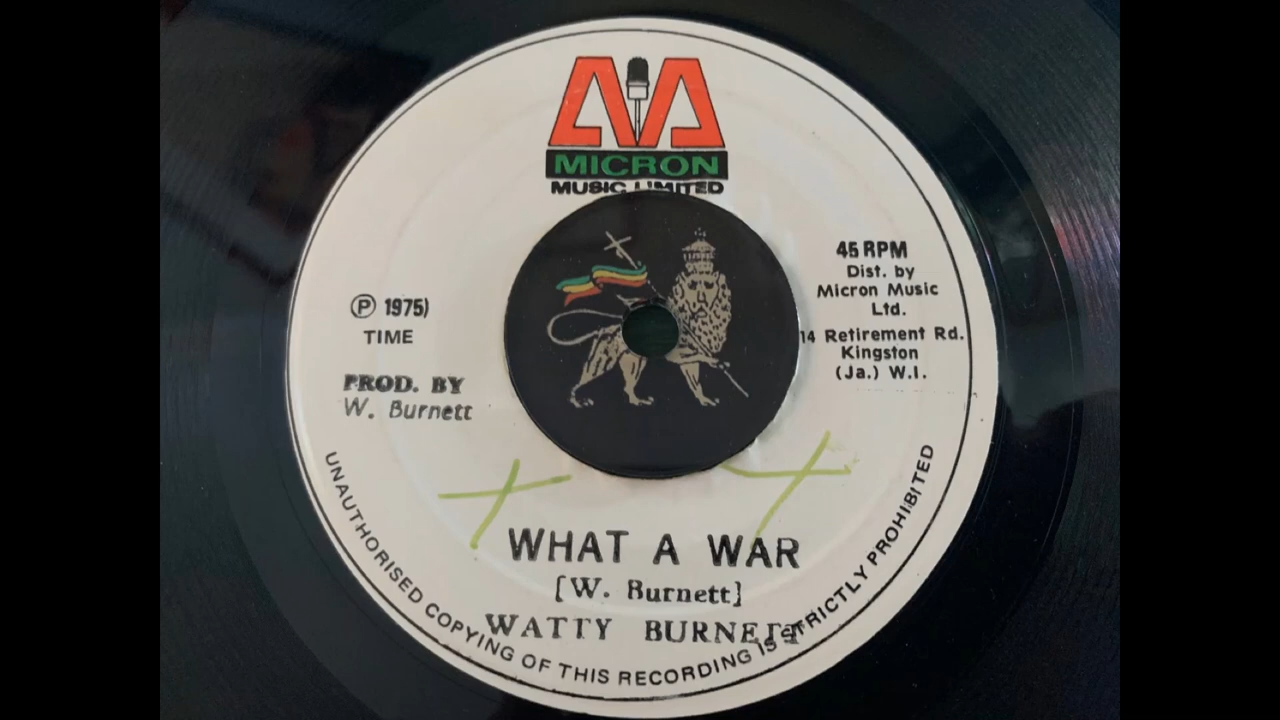 MICRON
MUSIC LIMITED
45 RPM
Dist. by
Micron Music
Ltd.
14 Retirement Rd.
Kingston
(Ja.) W.I.
Ⓟ 1975)
TIME
PROD. BY
W. Burnett
WHAT A WAR
[W. Burnett]
WATTY BURNETT
UNAUTHORISED COPYING OF THIS RECORDING IS STRICTLY PROHIBITED